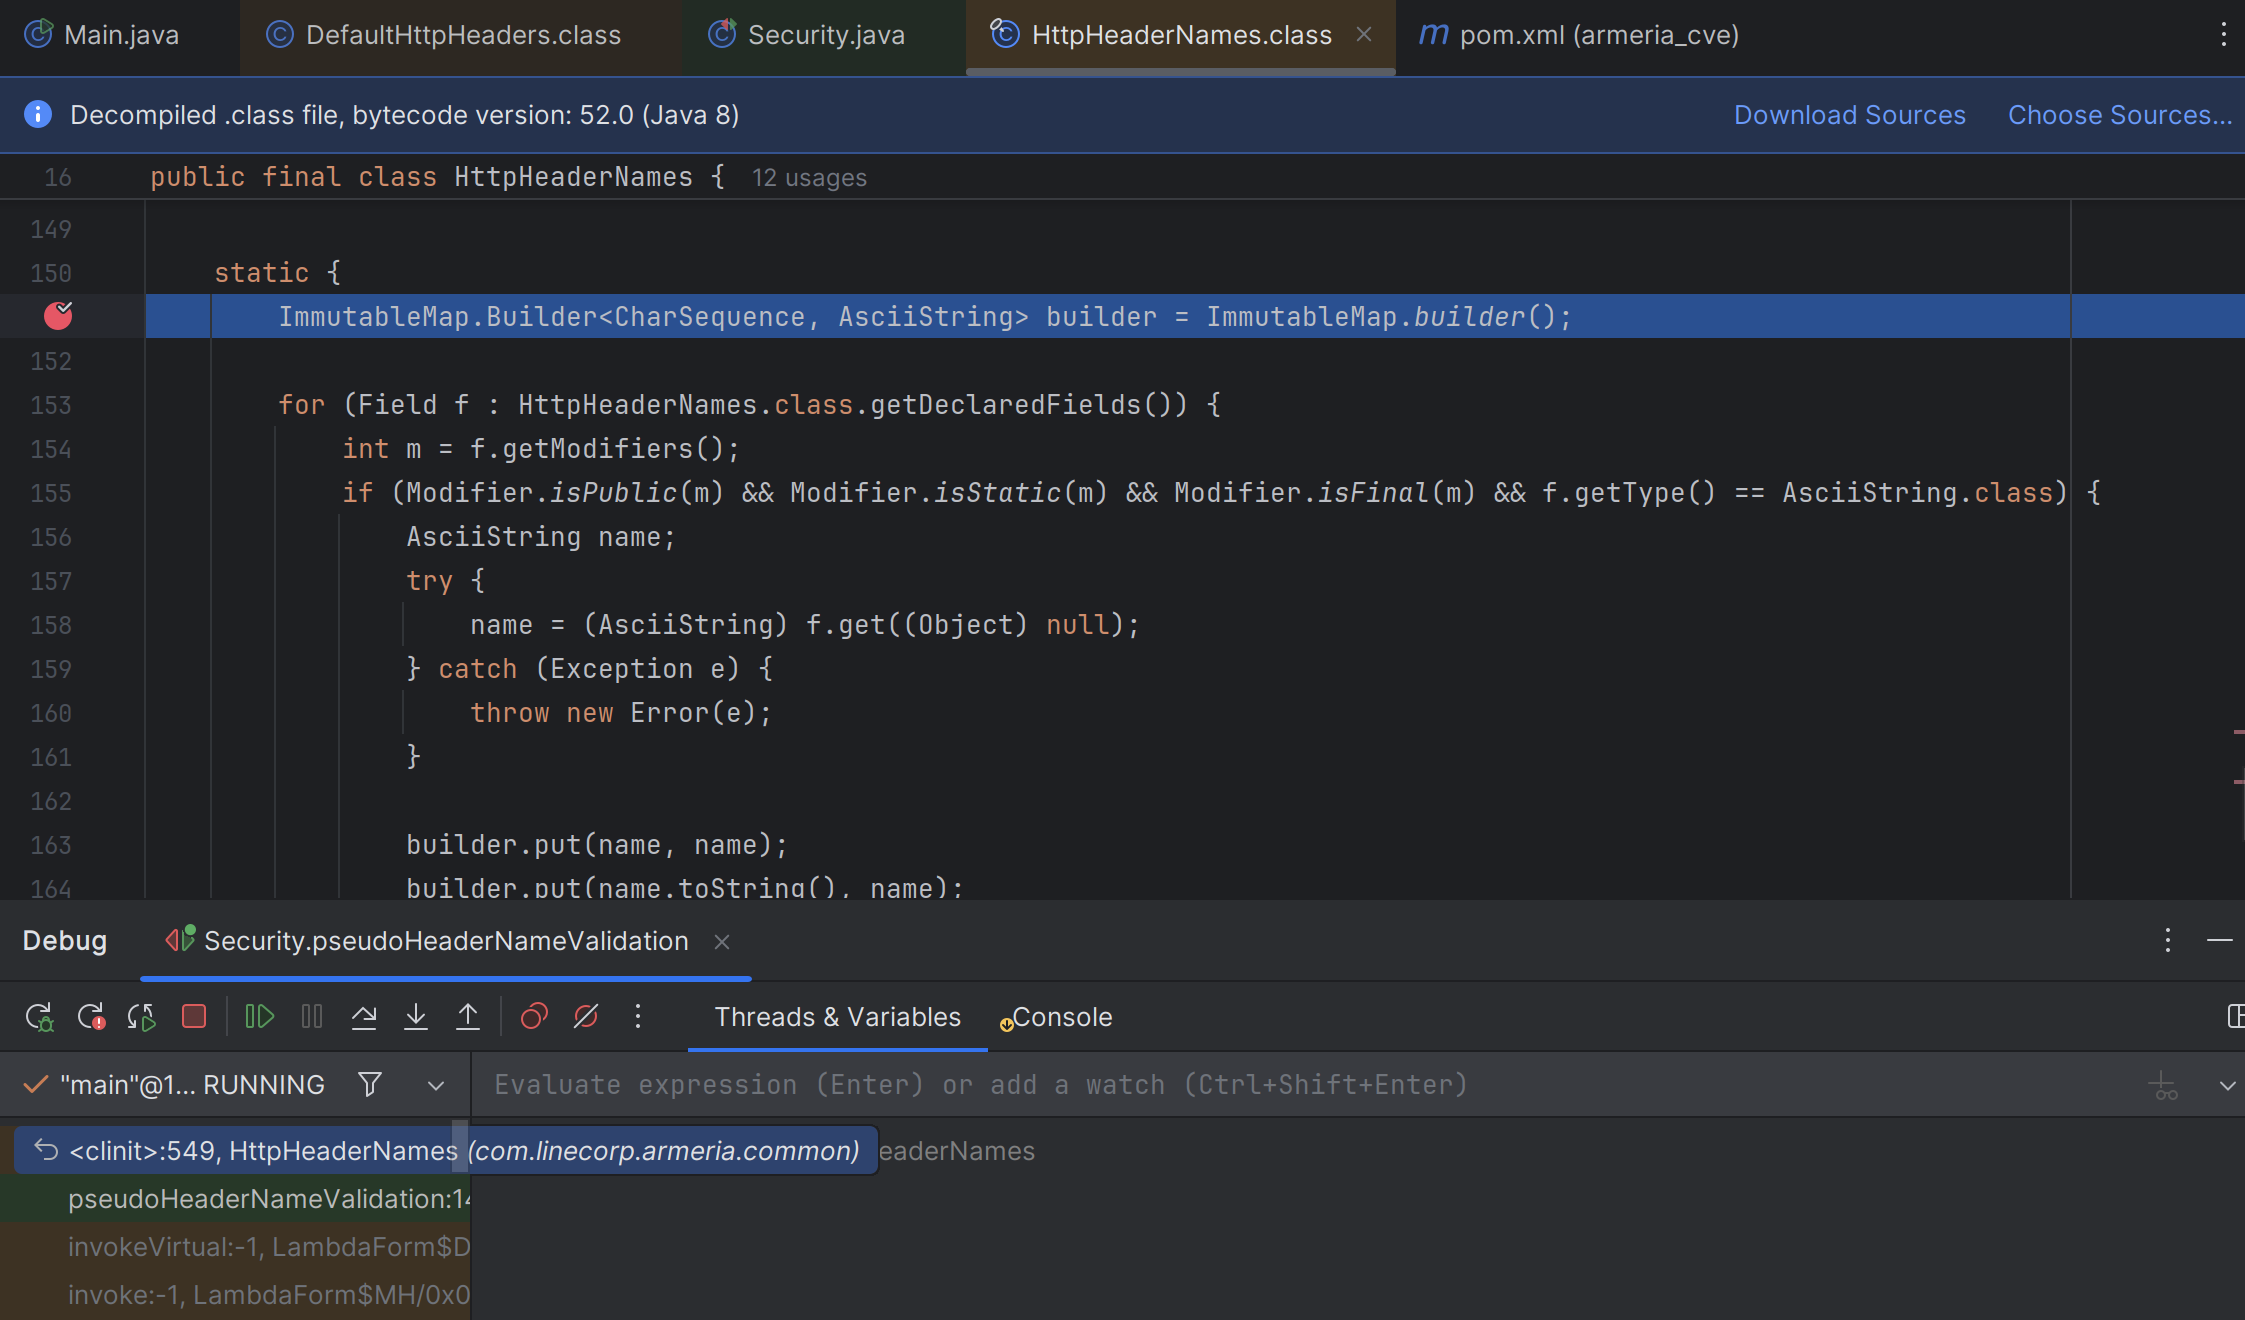 Main.java DefaultHttpHeaders.class Security.java HttpHeaderNames.class pom.xml (armeria_cve)
Decompiled .class file, bytecode version: 52.0 (Java 8) Download Sources Choose Sources...
16 public final class HttpHeaderNames { 12 usages
149
150 static {
ImmutableMap.Builder<CharSequence, AsciiString> builder = ImmutableMap.builder();
152
153 for (Field f : HttpHeaderNames.class.getDeclaredFields()) {
154 int m = f.getModifiers();
155 if (Modifier.isPublic(m) && Modifier.isStatic(m) && Modifier.isFinal(m) && f.getType() == AsciiString.class) {
156 AsciiString name;
157 try {
158 name = (AsciiString) f.get((Object) null);
159 } catch (Exception e) {
160 throw new Error(e);
161 }
162
163 builder.put(name, name);
164 builder.put(name.toString(), name);
Debug Security.pseudoHeaderNameValidation
Threads & Variables Console
"main"@1... RUNNING Evaluate expression (Enter) or add a watch (Ctrl+Shift+Enter)
<clinit>:549, HttpHeaderNames (com.linecorp.armeria.common) eaderNames
pseudoHeaderNameValidation:14
invokeVirtual:-1, LambdaForm$D
invoke:-1, LambdaForm$MH/0x0